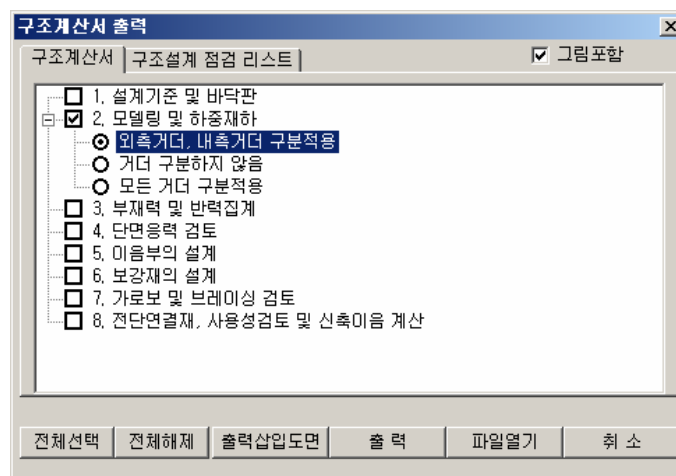 구조계산서 출력
구조계산서 구조설계 점검 리스트 그림포함
1. 설계기준 및 바닥판
2. 모델링 및 하중재하
외측거더, 내측거더 구분적용
거더 구분하지 않음
모든 거더 구분적용
3. 부재력 및 반력집계
4. 단면응력 검토
5. 이음부의 설계
6. 보강재의 설계
7. 가로보 및 브레이싱 검토
8. 전단연결재, 사용성검토 및 신축이음 계산
전체선택 전체해제 출력삽입도면 출 력 파일열기 취 소